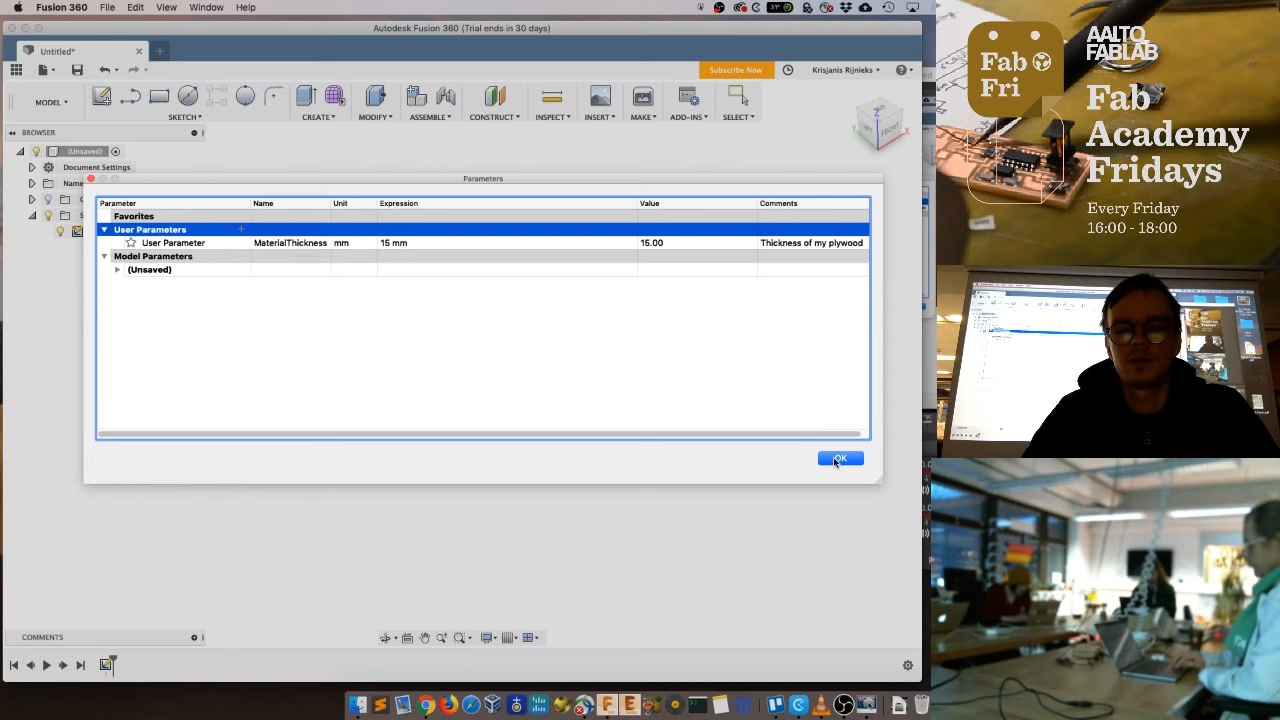 Fusion 360 File Edit View Window Help
31°
Autodesk Fusion 360 (Trial ends in 30 days)
Untitled*
Subscribe Now
Krisjanis Rijnieks
MODEL
SKETCH
CREATE
MODIFY
ASSEMBLE
CONSTRUCT
INSPECT
INSERT
MAKE
ADD-INS
SELECT
BROWSER
(Unsaved)
Document Settings
Name
Parameters
Parameter Name Unit Expression Value Comments
Favorites
User Parameters
User Parameter MaterialThickness mm 15 mm 15.00 Thickness of my plywood
Model Parameters
(Unsaved)
OK
COMMENTS
Z
X
Y
FRONT
Fab
Fri
AALTO
FABLAB
Fab
Academy
Fridays
Every Friday
16:00 - 18:00